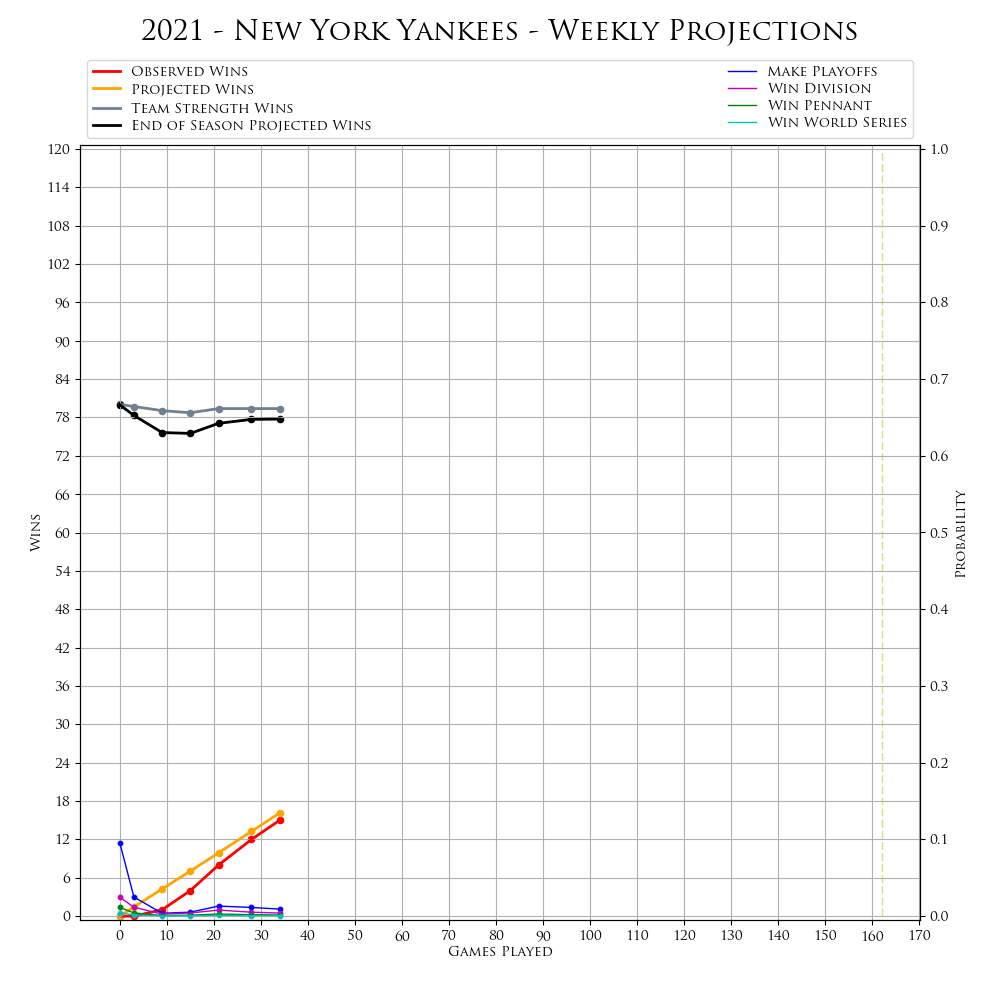 2021 - New York Yankees - Weekly Projections
Observed Wins
Projected Wins
Team Strength Wins
End of Season Projected Wins
Make Playoffs
Win Division
Win Pennant
Win World Series
120
114
108
102
96
90
84
78
72
66
60
54
48
42
36
30
24
18
12
6
0
Wins
1.0
0.9
0.8
0.7
0.6
0.5
0.4
0.3
0.2
0.1
0.0
Probability
0 10 20 30 40 50 60 70 80 90 100 110 120 130 140 150 160 170
Games Played